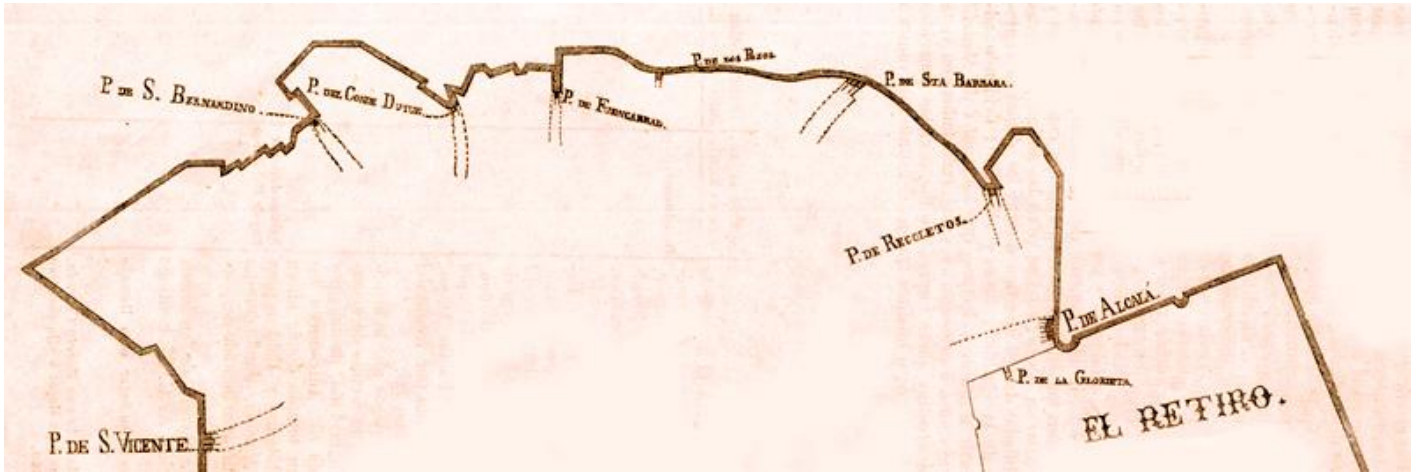 P. DE LOS POZOS.
P. DE STA BARBARA.
P. DE S. BERNARDINO.
P. DEL CONDE DUQUE.
P. DE FUENCARRAL.
P. DE RECOLETOS.
P. DE ALCALÁ.
P. DE LA GLORIETA.
EL RETIRO.
P. DE S. VICENTE